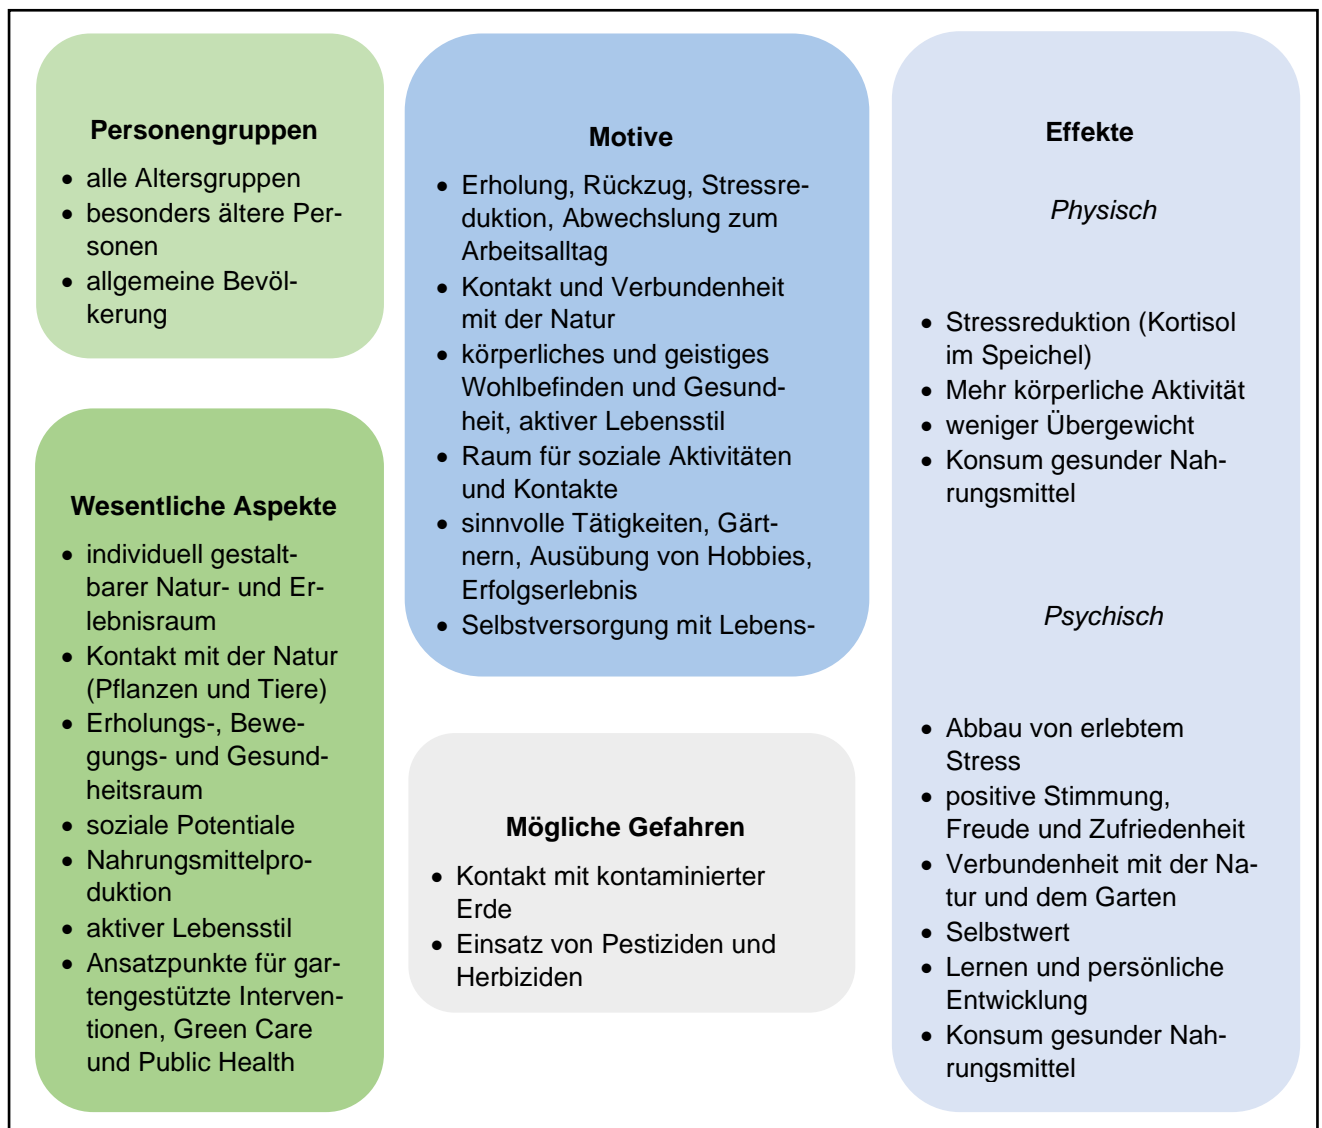 Personengruppen
• alle Altersgruppen
• besonders ältere Per-
sonen
• allgemeine Bevöl-
kerung
Wesentliche Aspekte
• individuell gestalt-
barer Natur- und Er-
lebnisraum
• Kontakt mit der Natur
(Pflanzen und Tiere)
• Erholungs-, Bewe-
gungs- und Gesund-
heitsraum
• soziale Potentiale
• Nahrungsmittelpro-
duktion
• aktiver Lebensstil
• Ansatzpunkte für gar-
tengestützte Interven-
tionen, Green Care
und Public Health
Motive
• Erholung, Rückzug, Stressre-
duktion, Abwechslung zum
Arbeitsalltag
• Kontakt und Verbundenheit
mit der Natur
• körperliches und geistiges
Wohlbefinden und Gesund-
heit, aktiver Lebensstil
• Raum für soziale Aktivitäten
und Kontakte
• sinnvolle Tätigkeiten, Gärt-
nern, Ausübung von Hobbies,
Erfolgserlebnis
• Selbstversorgung mit Lebens-
Mögliche Gefahren
• Kontakt mit kontaminierter
Erde
• Einsatz von Pestiziden und
Herbiziden
Effekte
Physisch
• Stressreduktion (Kortisol
im Speichel)
• Mehr körperliche Aktivität
• weniger Übergewicht
• Konsum gesunder Nah-
rungsmittel
Psychisch
• Abbau von erlebtem
Stress
• positive Stimmung,
Freude und Zufriedenheit
• Verbundenheit mit der Na-
tur und dem Garten
• Selbstwert
• Lernen und persönliche
Entwicklung
• Konsum gesunder Nah-
rungsmittel